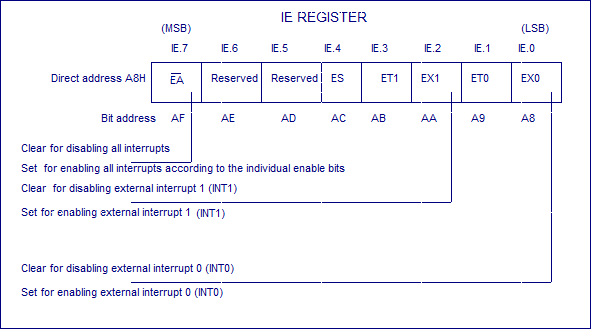 IE REGISTER
(MSB) (LSB)
IE.7 IE.6 IE.5 IE.4 IE.3 IE.2 IE.1 IE.0
Direct address A8H E̅A̅ Reserved Reserved ES ET1 EX1 ET0 EX0
Bit address AF AE AD AC AB AA A9 A8
Clear for disabling all interrupts
Set for enabling all interrupts according to the individual enable bits
Clear for disabling external interrupt 1 (INT1)
Set for enabling external interrupt 1 (INT1)
Clear for disabling external interrupt 0 (INT0)
Set for enabling external interrupt 0 (INT0)